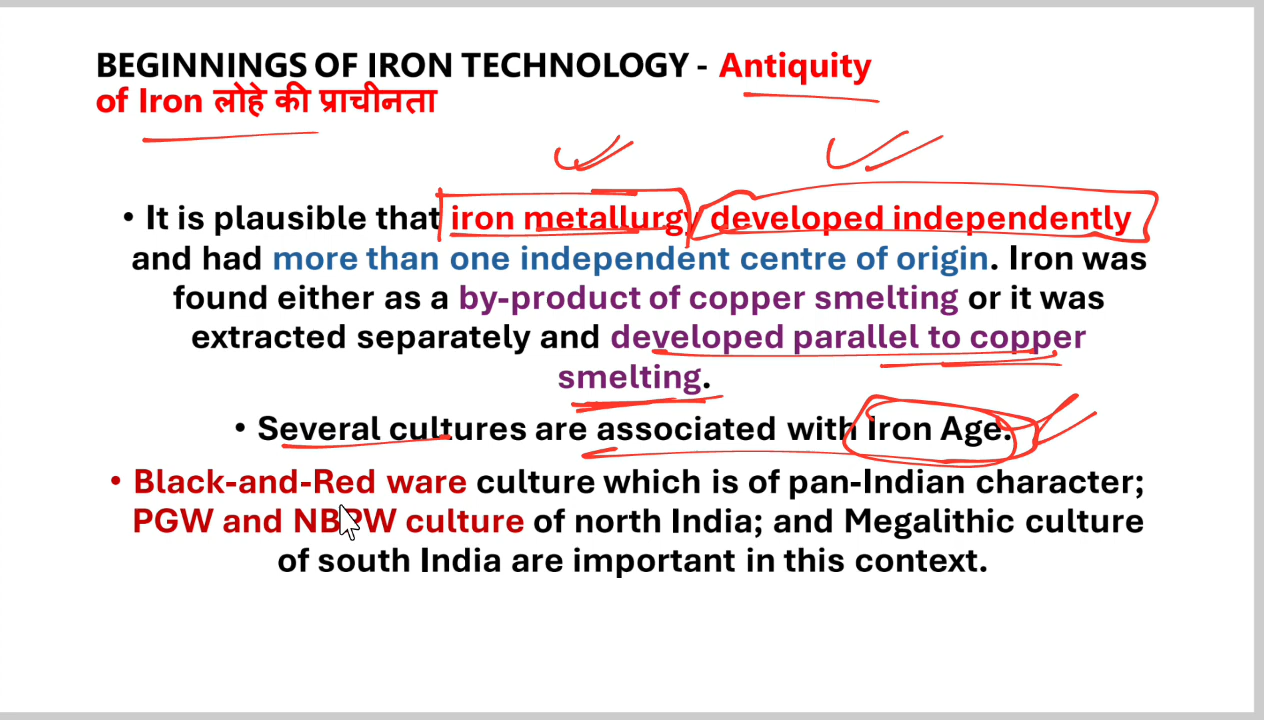 BEGINNINGS OF IRON TECHNOLOGY - Antiquity
of Iron लोहे की प्राचीनता
• It is plausible that iron metallurgy developed independently
and had more than one independent centre of origin. Iron was
found either as a by-product of copper smelting or it was
extracted separately and developed parallel to copper
smelting.
• Several cultures are associated with Iron Age.
• Black-and-Red ware culture which is of pan-Indian character;
PGW and NBPW culture of north India; and Megalithic culture
of south India are important in this context.